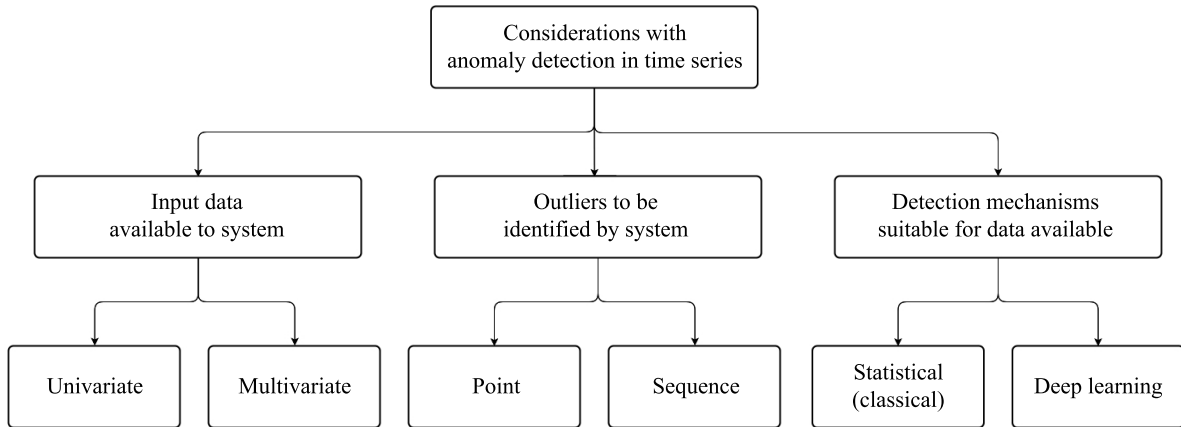 Considerations with
anomaly detection in time series
Input data
available to system
Outliers to be
identified by system
Detection mechanisms
suitable for data available
Univariate
Multivariate
Point
Sequence
Statistical
(classical)
Deep learning